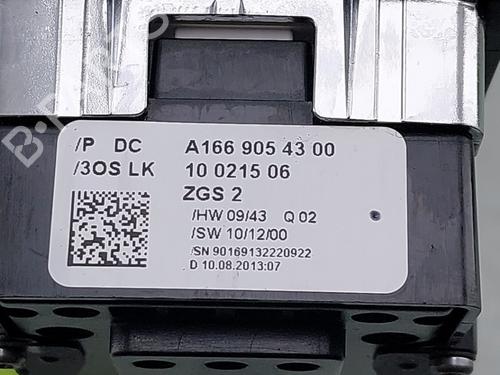 /P DC A166 905 43 00
/3OS LK 10 0215 06
ZGS 2
/HW 09/43 Q 02
/SW 10/12/00
/SN 90169132220922
D 10.08.2013:07